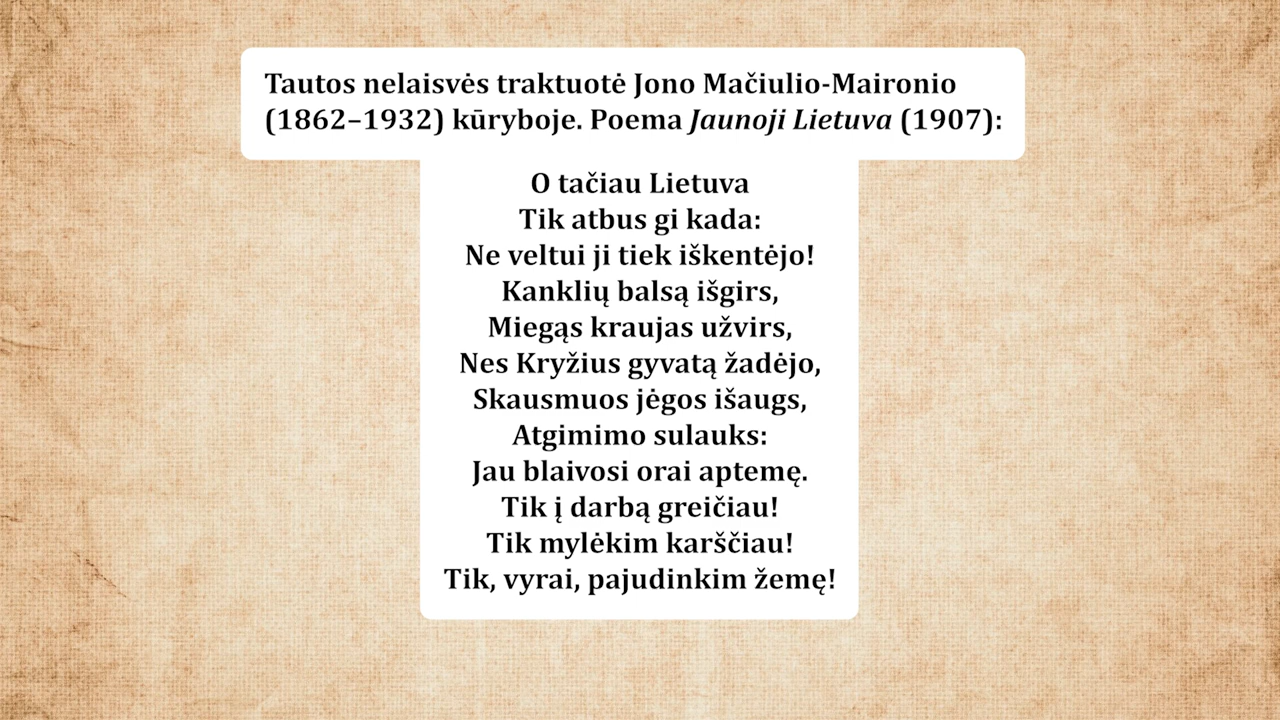 Tautos nelaisvės traktuotė Jono Mačiulio-Maironio
(1862–1932) kūryboje. Poema Jaunoji Lietuva (1907):
O tačiau Lietuva
Tik atbus gi kada:
Ne veltui ji tiek iškentėjo!
Kanklių balsą išgirs,
Miegąs kraujas užvirs,
Nes Kryžius gyvatą žadėjo,
Skausmuos jėgos išaugs,
Atgimimo sulauks:
Jau blaivosi orai aptemę.
Tik į darbą greičiau!
Tik mylėkim karščiau!
Tik, vyrai, pajudinkim žemę!